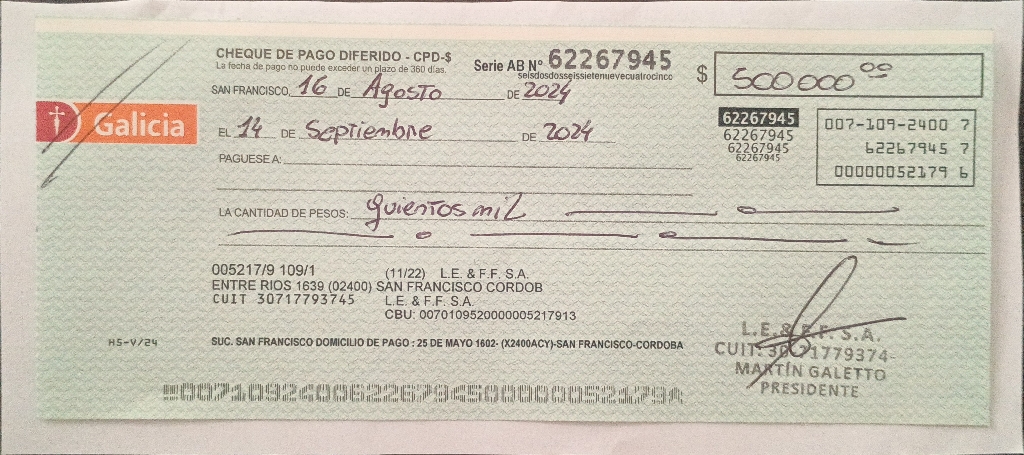 CHEQUE DE PAGO DIFERIDO - CPD-$
La fecha de pago no puede exceder un plazo de 360 días.
Serie AB N° 62267945
seisdosdosseissietenuevecuatrocinco
$ 500000 00
SAN FRANCISCO, 16 DE Agosto DE 2024
Galicia
EL 14 DE Septiembre DE 2024
62267945
62267945
62267945
62267945
007-109-2400 7
62267945 7
00000052179 6
PAGUESE A:
LA CANTIDAD DE PESOS: quientos mil
005217/9 109/1 (11/22) L.E. & F.F. S.A.
ENTRE RIOS 1639 (02400) SAN FRANCISCO CORDOB
CUIT 30717793745 L.E. & F.F. S.A.
CBU: 0070109520000005217913
HS-V/24
SUC. SAN FRANCISCO DOMICILIO DE PAGO : 25 DE MAYO 1602- (X2400ACY)-SAN FRANCISCO-CORDOBA
L.E. & F.F. S.A.
CUIT: 30-71779374-
MARTÍN GALETTO
PRESIDENTE